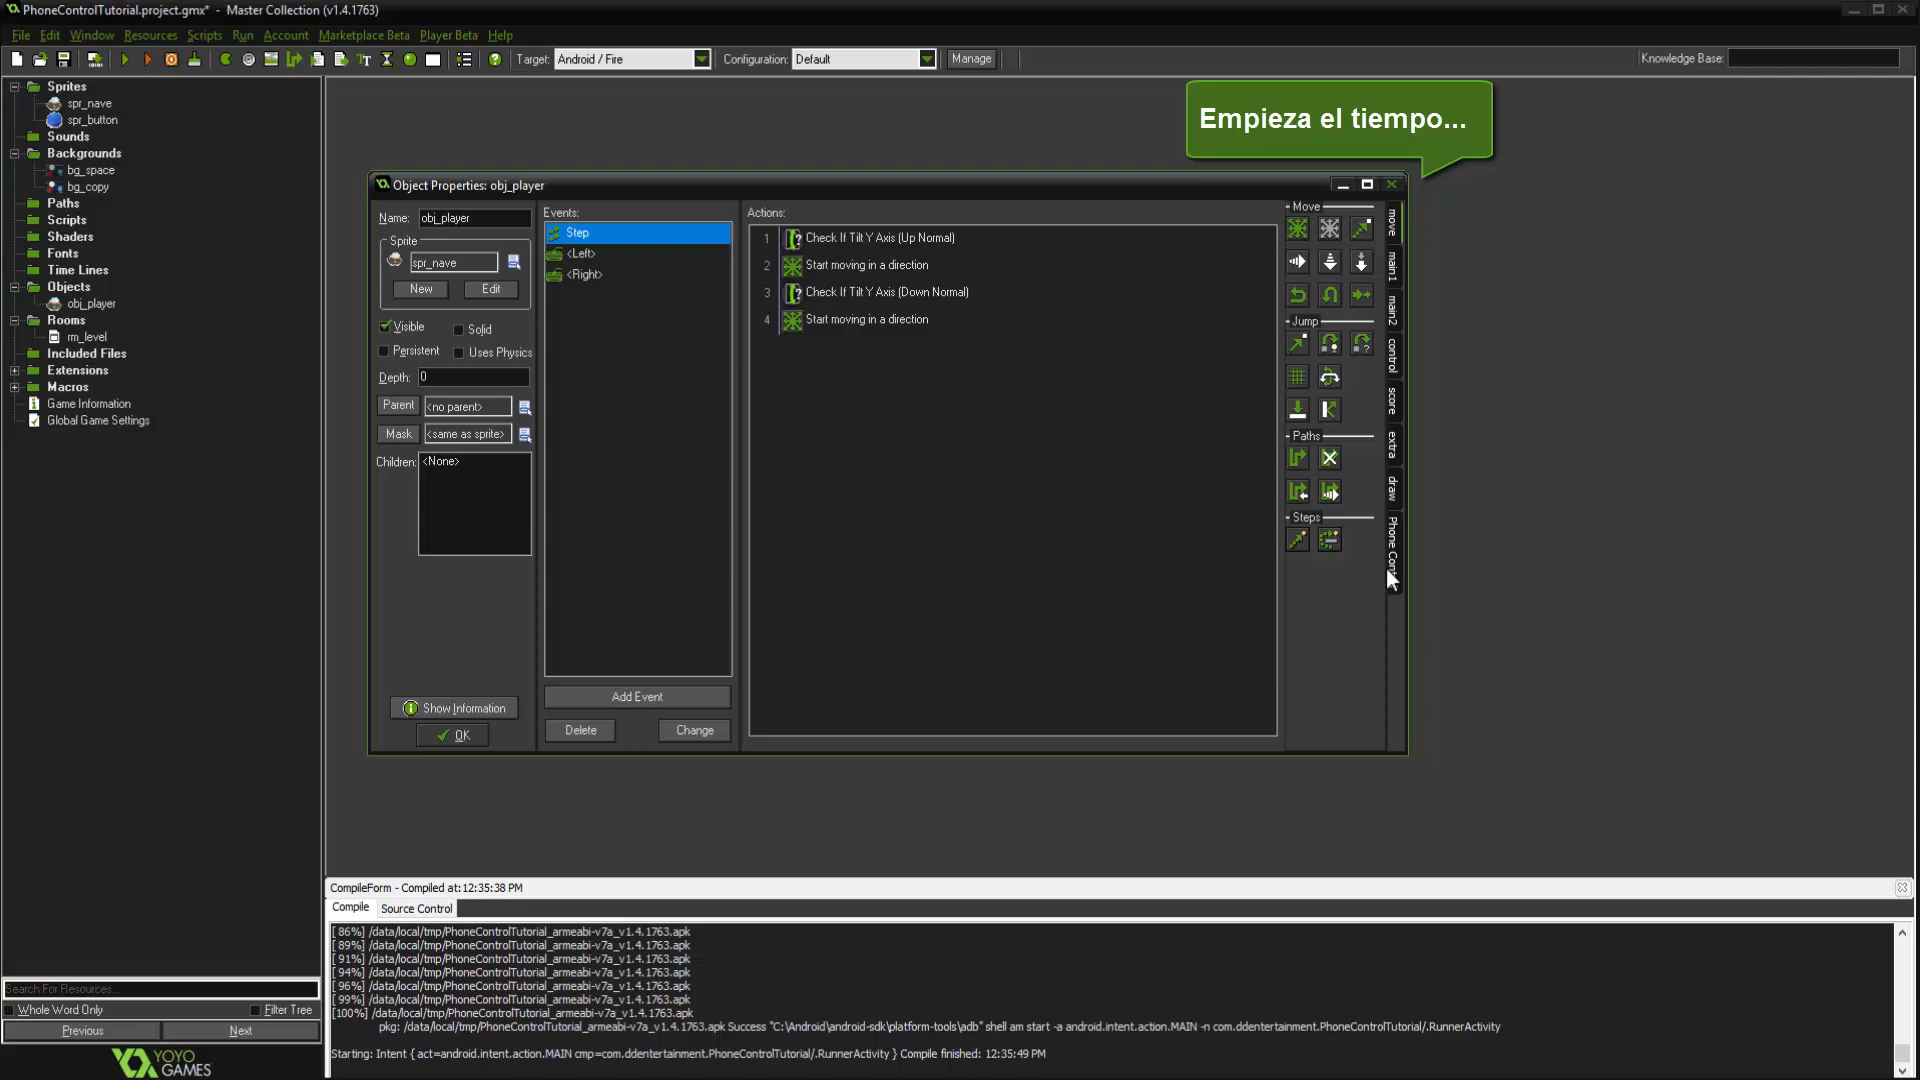 PhoneControlTutorial.project.gmx* - Master Collection (v1.4.1763)
File Edit Window Resources Scripts Run Account Marketplace Beta Player Beta Help
Target: Android / Fire Configuration: Default Manage Knowledge Base:
Sprites
spr_nave
spr_button
Sounds
Backgrounds
bg_space
bg_copy
Paths
Scripts
Shaders
Fonts
Time Lines
Objects
obj_player
Rooms
rm_level
Included Files
Extensions
Macros
Game Information
Global Game Settings
Search For Resources...
Whole Word Only Filter Tree
Previous Next
YOYO
GAMES
Empieza el tiempo...
Object Properties: obj_player
Name: obj_player
Sprite
spr_nave
New Edit
Visible Solid
Persistent Uses Physics
Depth: 0
Parent <no parent>
Mask <same as sprite>
Children: <None>
Show Information
OK
Events:
Step
<Left>
<Right>
Add Event
Delete Change
Actions:
1 Check If Tilt Y Axis (Up Normal)
2 Start moving in a direction
3 Check If Tilt Y Axis (Down Normal)
4 Start moving in a direction
Move
Jump
Paths
Steps
move
main1
main2
control
score
extra
draw
Phone Cont
CompileForm - Compiled at: 12:35:38 PM
Compile Source Control
[ 86%] /data/local/tmp/PhoneControlTutorial_armeabi-v7a_v1.4.1763.apk
[ 89%] /data/local/tmp/PhoneControlTutorial_armeabi-v7a_v1.4.1763.apk
[ 91%] /data/local/tmp/PhoneControlTutorial_armeabi-v7a_v1.4.1763.apk
[ 94%] /data/local/tmp/PhoneControlTutorial_armeabi-v7a_v1.4.1763.apk
[ 96%] /data/local/tmp/PhoneControlTutorial_armeabi-v7a_v1.4.1763.apk
[ 99%] /data/local/tmp/PhoneControlTutorial_armeabi-v7a_v1.4.1763.apk
[100%] /data/local/tmp/PhoneControlTutorial_armeabi-v7a_v1.4.1763.apk
pkg: /data/local/tmp/PhoneControlTutorial_armeabi-v7a_v1.4.1763.apk Success "C:\Android\android-sdk\platform-tools\adb" shell am start -a android.intent.action.MAIN -n com.ddentertainment.PhoneControlTutorial/.RunnerActivity
Starting: Intent { act=android.intent.action.MAIN cmp=com.ddentertainment.PhoneControlTutorial/.RunnerActivity } Compile finished: 12:35:49 PM